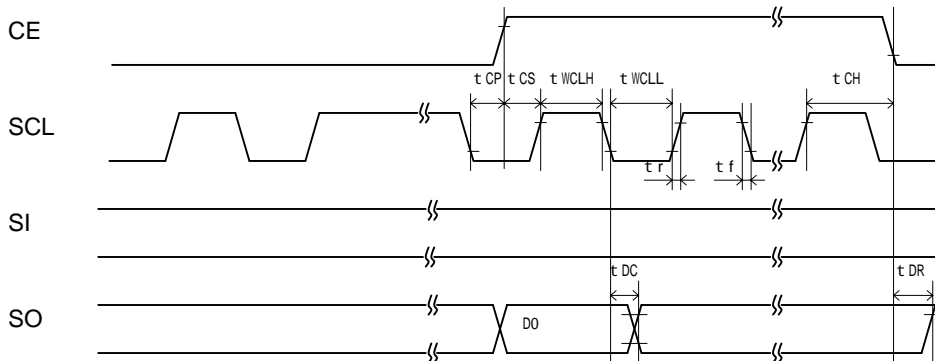 CE
t CP
t CS
t WCLH
t WCLL
t CH
SCL
t r
t f
SI
t DC
t DR
SO
D0